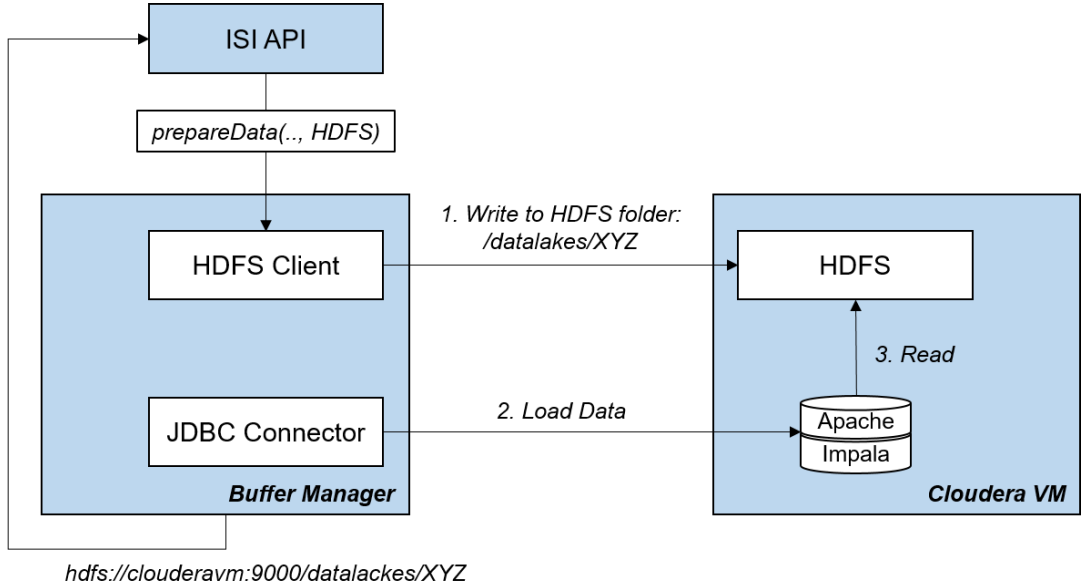 ISI API
prepareData(.., HDFS)
1. Write to HDFS folder:
/datalakes/XYZ
HDFS Client
HDFS
3. Read
2. Load Data
JDBC Connector
Apache
Impala
Buffer Manager
Cloudera VM
hdfs://clouderavm:9000/datalackes/XYZ